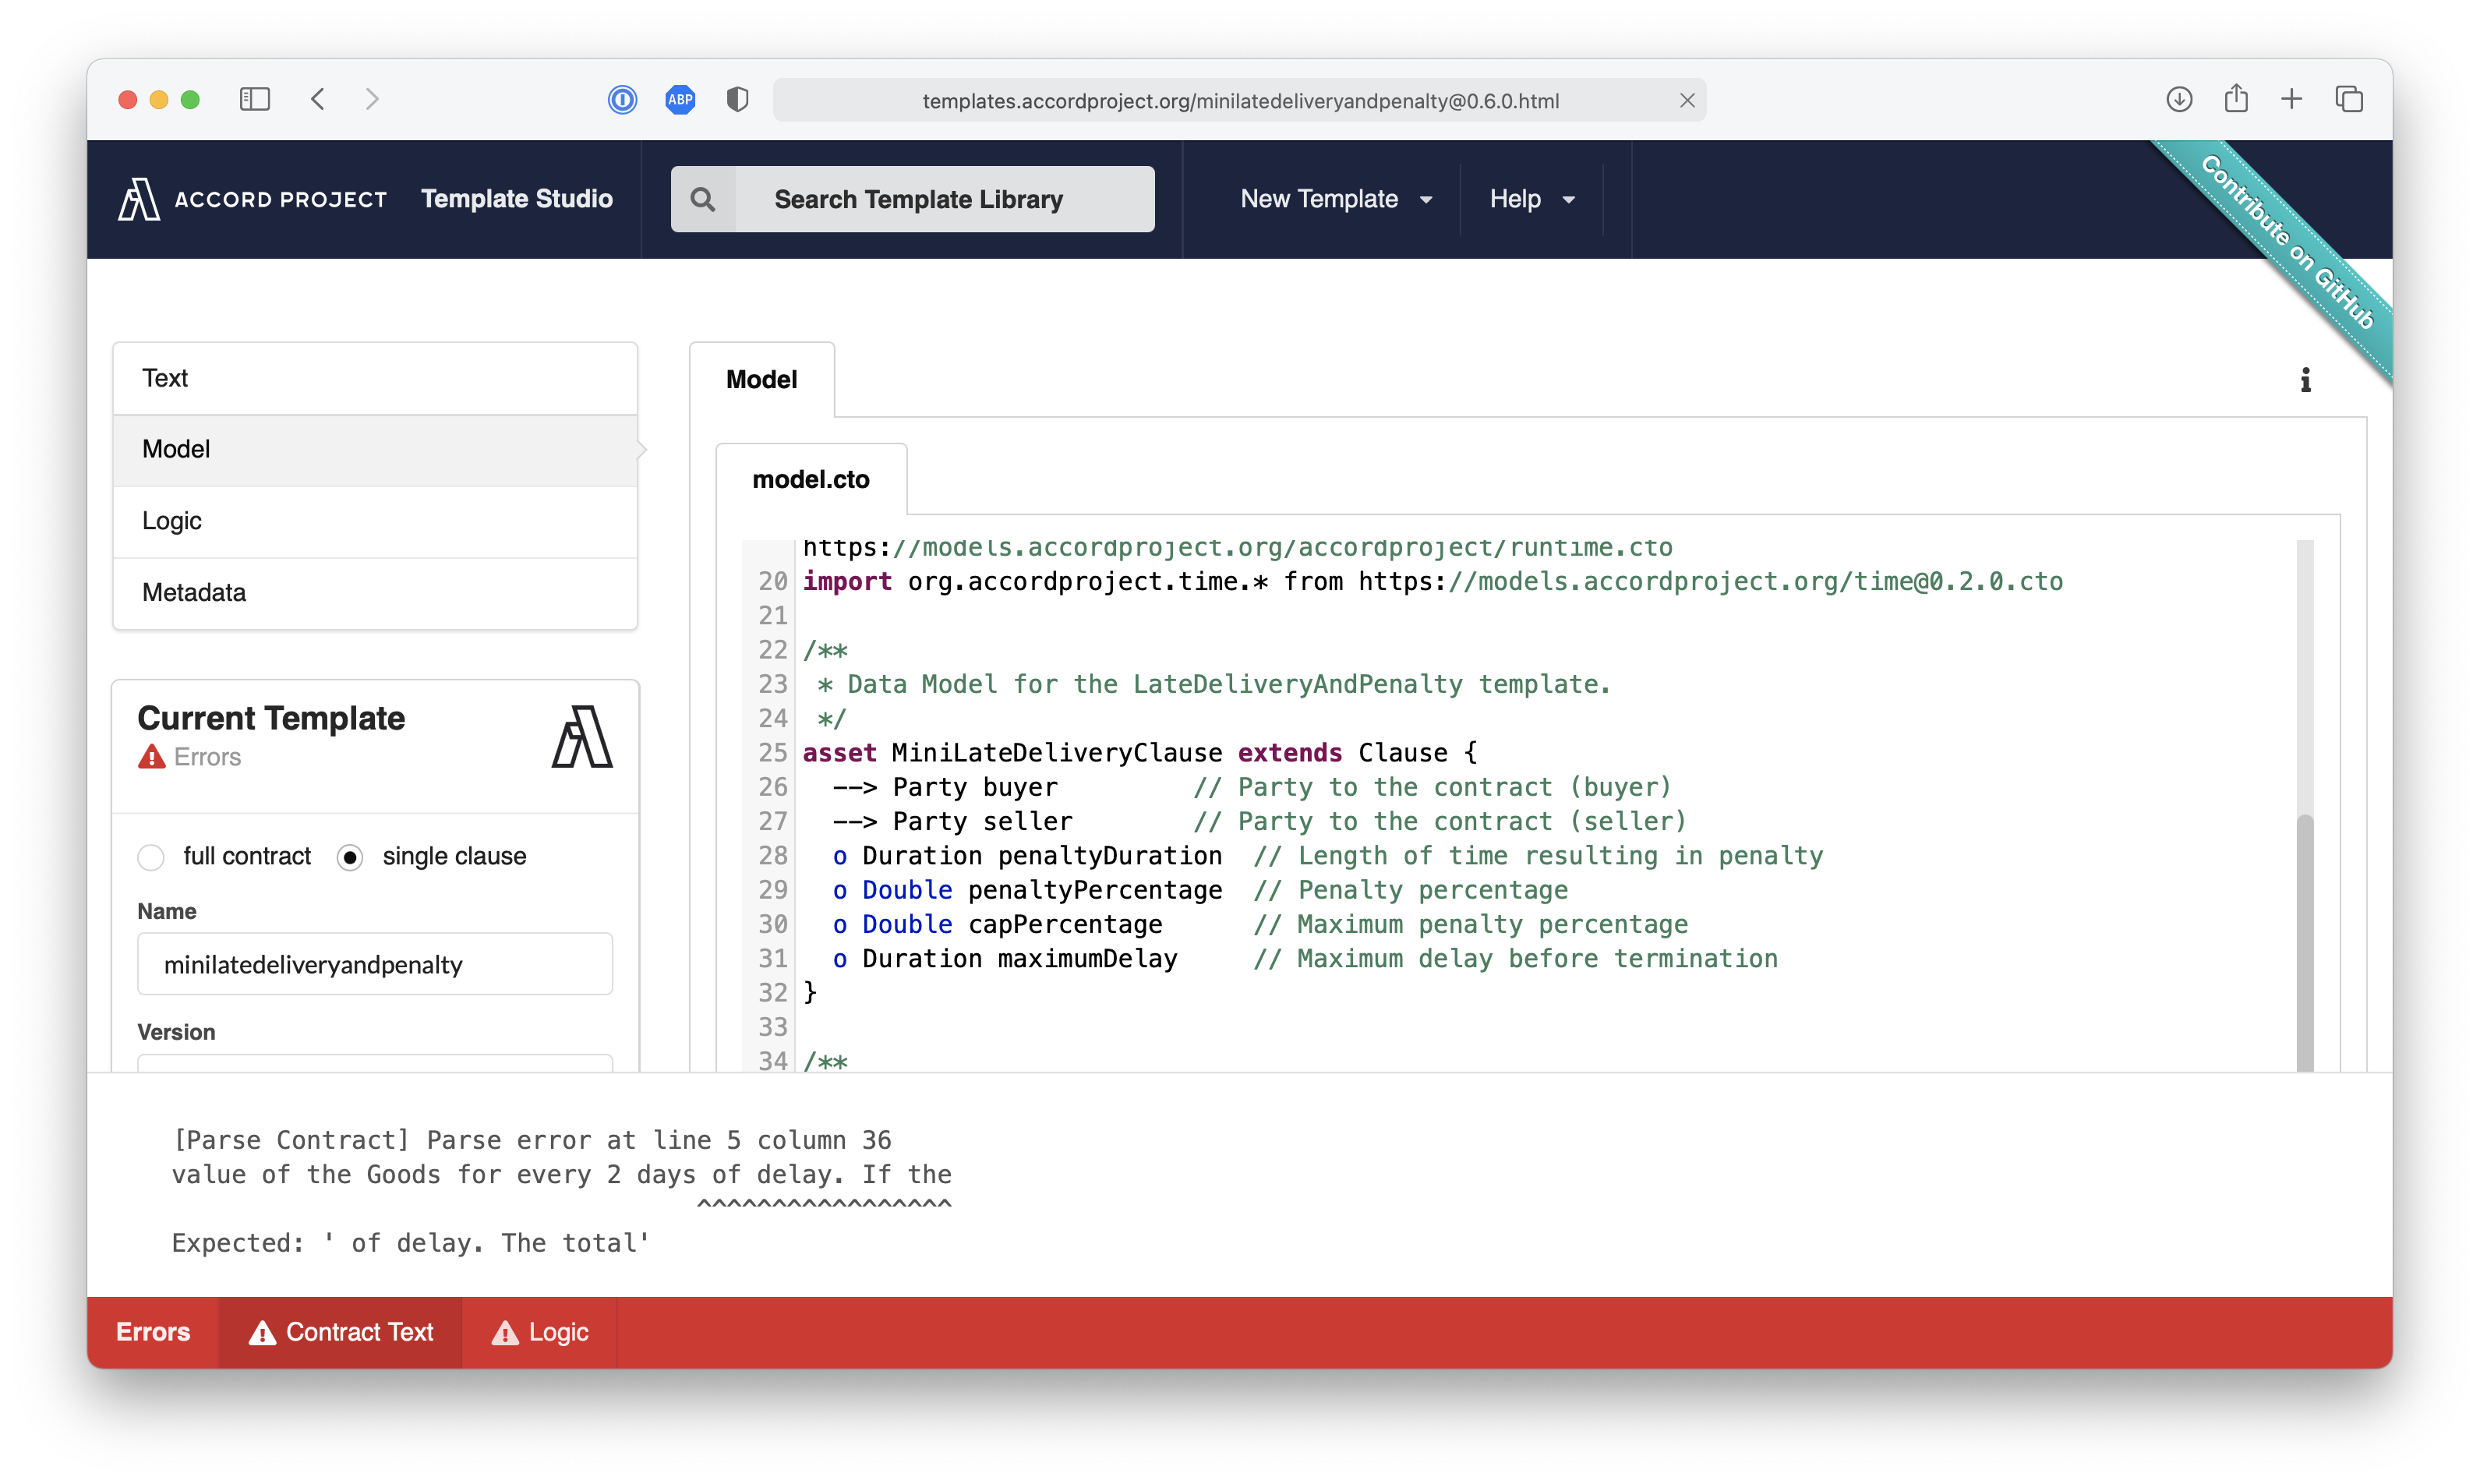 ABP
templates.accordproject.org/minilatedeliveryandpenalty@0.6.0.html
ACCORD PROJECT
Template Studio
Search Template Library
New Template
Help
Contribute on GitHub
Text
Model
Logic
Metadata
Current Template
Errors
full contract
single clause
Name
minilatedeliveryandpenalty
Version
Model
model.cto
https://models.accordproject.org/accordproject/runtime.cto
20 import org.accordproject.time.* from https://models.accordproject.org/time@0.2.0.cto
21
22 /**
23  * Data Model for the LateDeliveryAndPenalty template.
24  */
25 asset MiniLateDeliveryClause extends Clause {
26   --> Party buyer         // Party to the contract (buyer)
27   --> Party seller        // Party to the contract (seller)
28   o Duration penaltyDuration  // Length of time resulting in penalty
29   o Double penaltyPercentage  // Penalty percentage
30   o Double capPercentage      // Maximum penalty percentage
31   o Duration maximumDelay     // Maximum delay before termination
32 }
33
34 /**
[Parse Contract] Parse error at line 5 column 36
value of the Goods for every 2 days of delay. If the
^^^^^^^^^^^^^^^^^
Expected: ' of delay. The total'
Errors
Contract Text
Logic